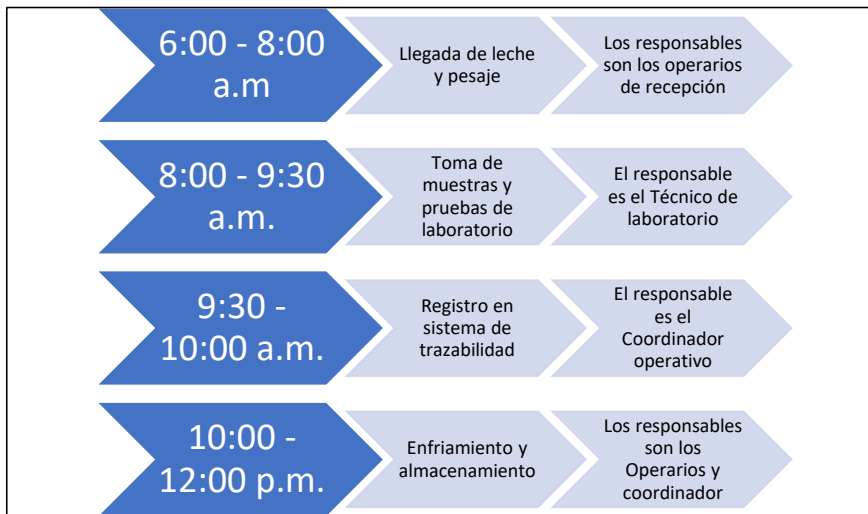 6:00 - 8:00
a.m
Llegada de leche
y pesaje
Los responsables
son los operarios
de recepción
8:00 - 9:30
a.m.
Toma de
muestras y
pruebas de
laboratorio
El responsable
es el Técnico de
laboratorio
9:30 -
10:00 a.m.
Registro en
sistema de
trazabilidad
El responsable
es el
Coordinador
operativo
10:00 -
12:00 p.m.
Enfriamiento y
almacenamiento
Los responsables
son los
Operarios y
coordinador